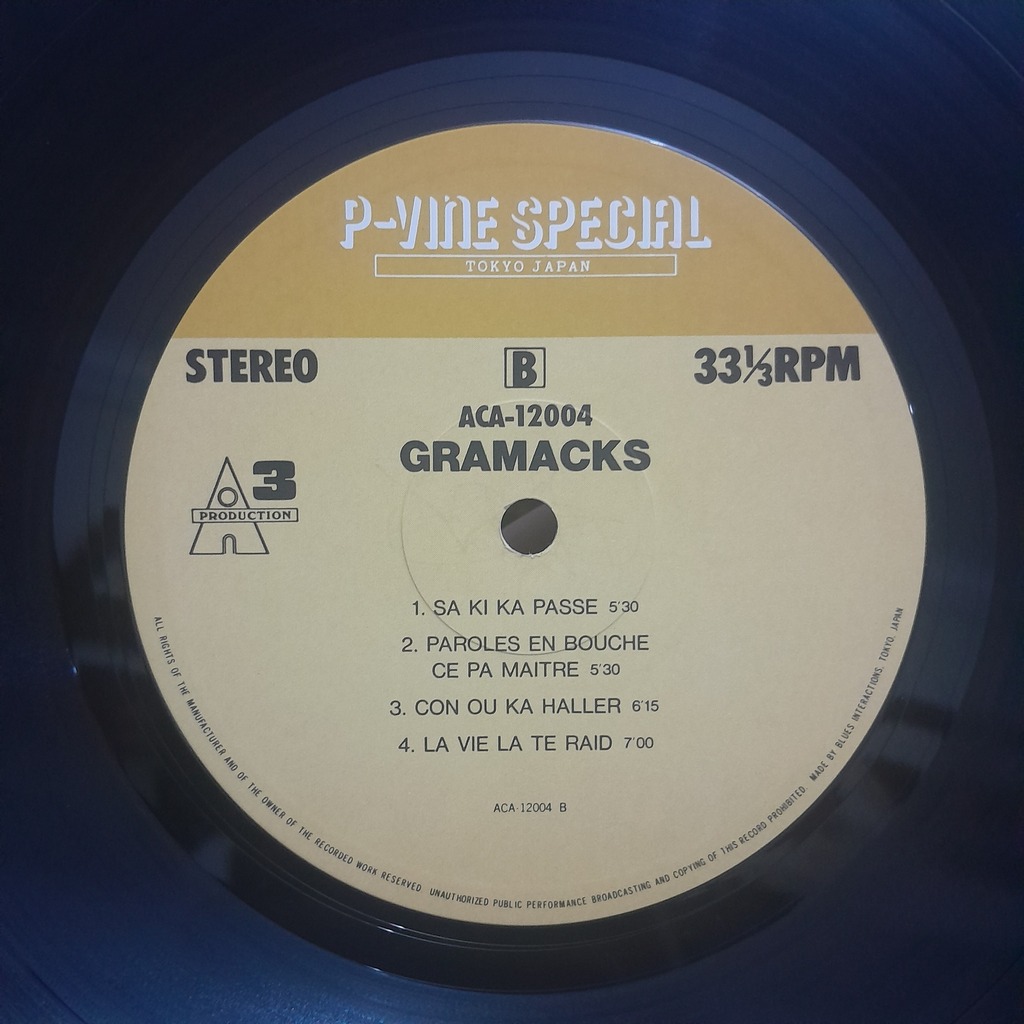 P-VINE SPECIAL
TOKYO JAPAN
STEREO
B
33⅓RPM
ACA-12004
GRAMACKS
A 3
PRODUCTION
1. SA KI KA PASSE 5'30
2. PAROLES EN BOUCHE
CE PA MAITRE 5'30
3. CON OU KA HALLER 6'15
4. LA VIE LA TE RAID 7'00
ACA-12004 B
ALL RIGHTS OF THE MANUFACTURER AND OF THE OWNER OF THE RECORDED WORK RESERVED. UNAUTHORIZED PUBLIC PERFORMANCE BROADCASTING AND COPYING OF THIS RECORD PROHIBITED. MADE BY BLUES INTERACTIONS, TOKYO, JAPAN